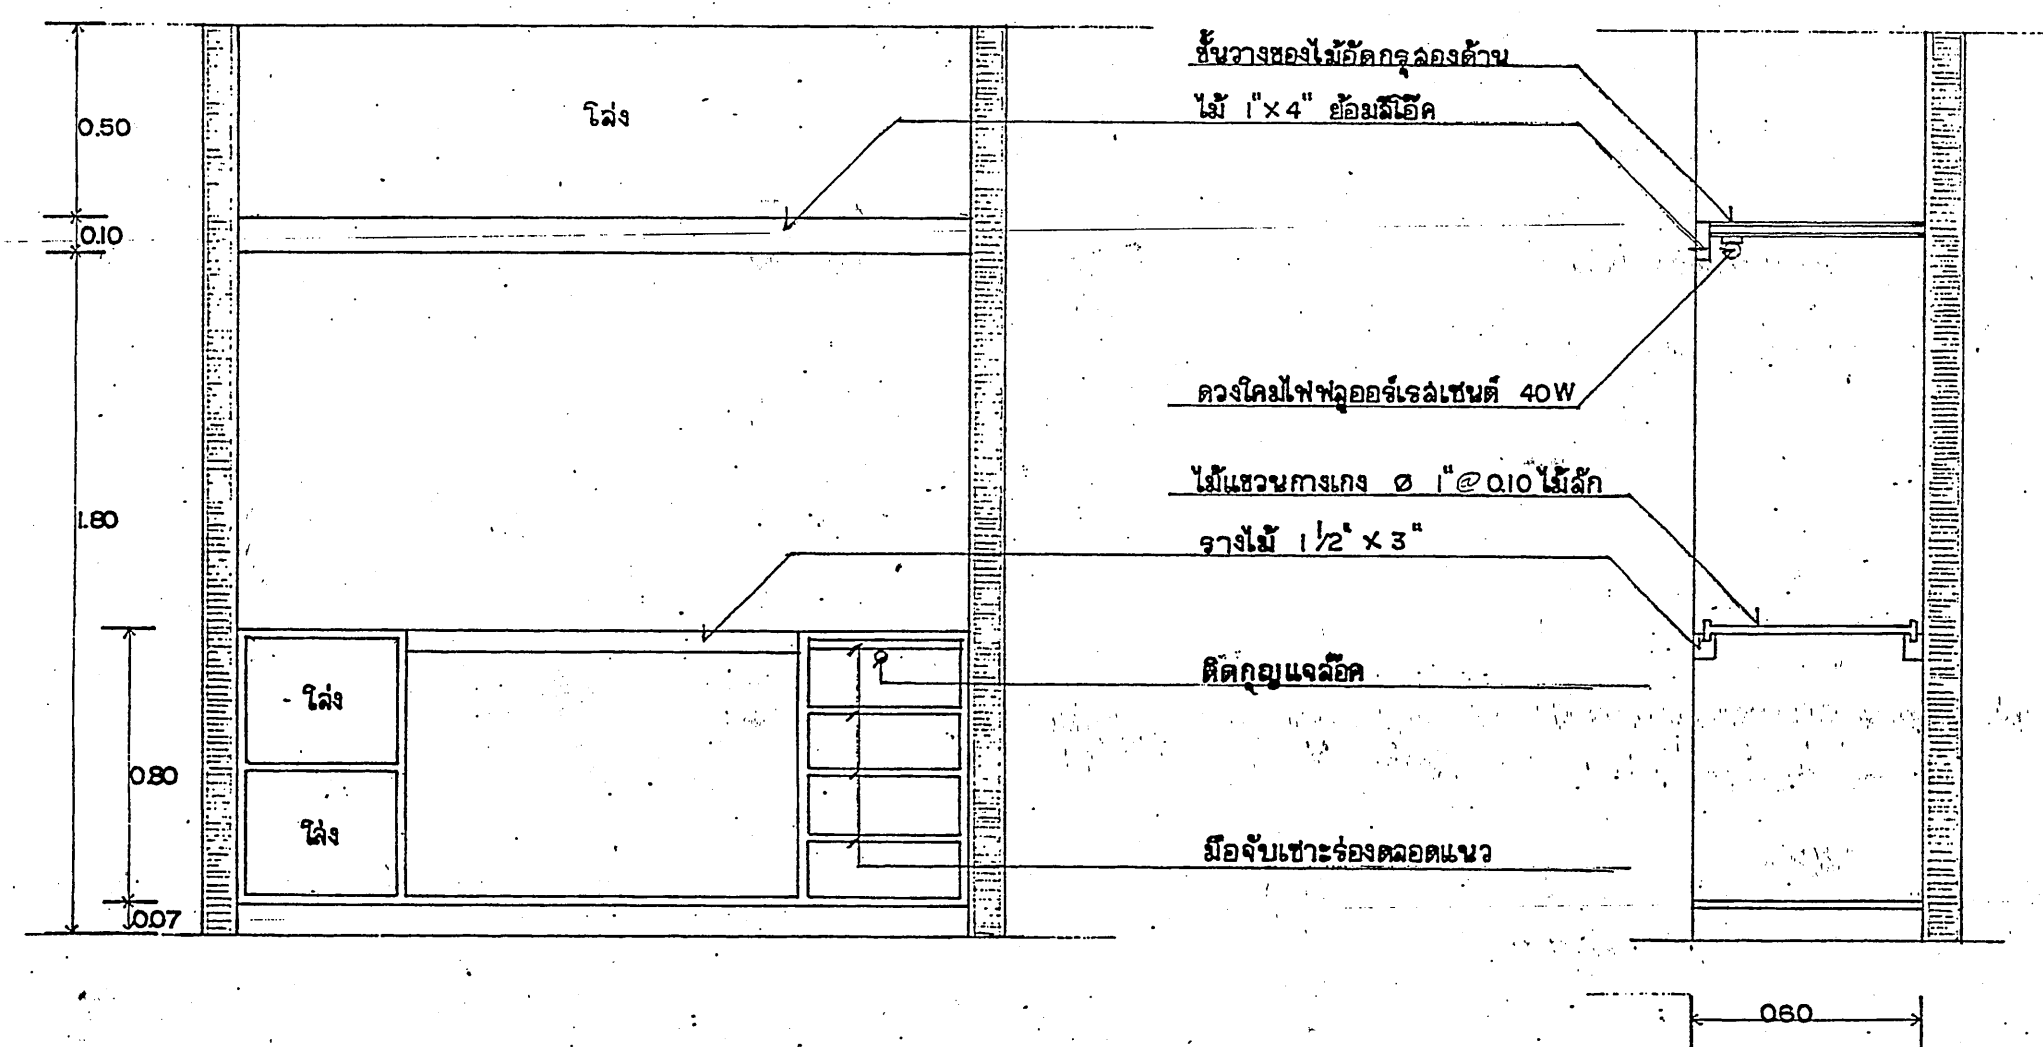 ชั้นวางของไม้อัดกรุสองด้าน
โล่ง
ไม้ 1"×4" ย้อมสีโอ๊ค
0.50
0.10
ดวงโคมไฟฟลูออร์เรสเซนต์ 40W
ไม้แขวนกางเกง ø 1"@0.10 ไม้สัก
1.80
รางไม้ 1 1/2" × 3"
ติดกุญแจล๊อค
โล่ง
0.80
โล่ง
มือจับเซาะร่องตลอดแนว
0.07
0.60